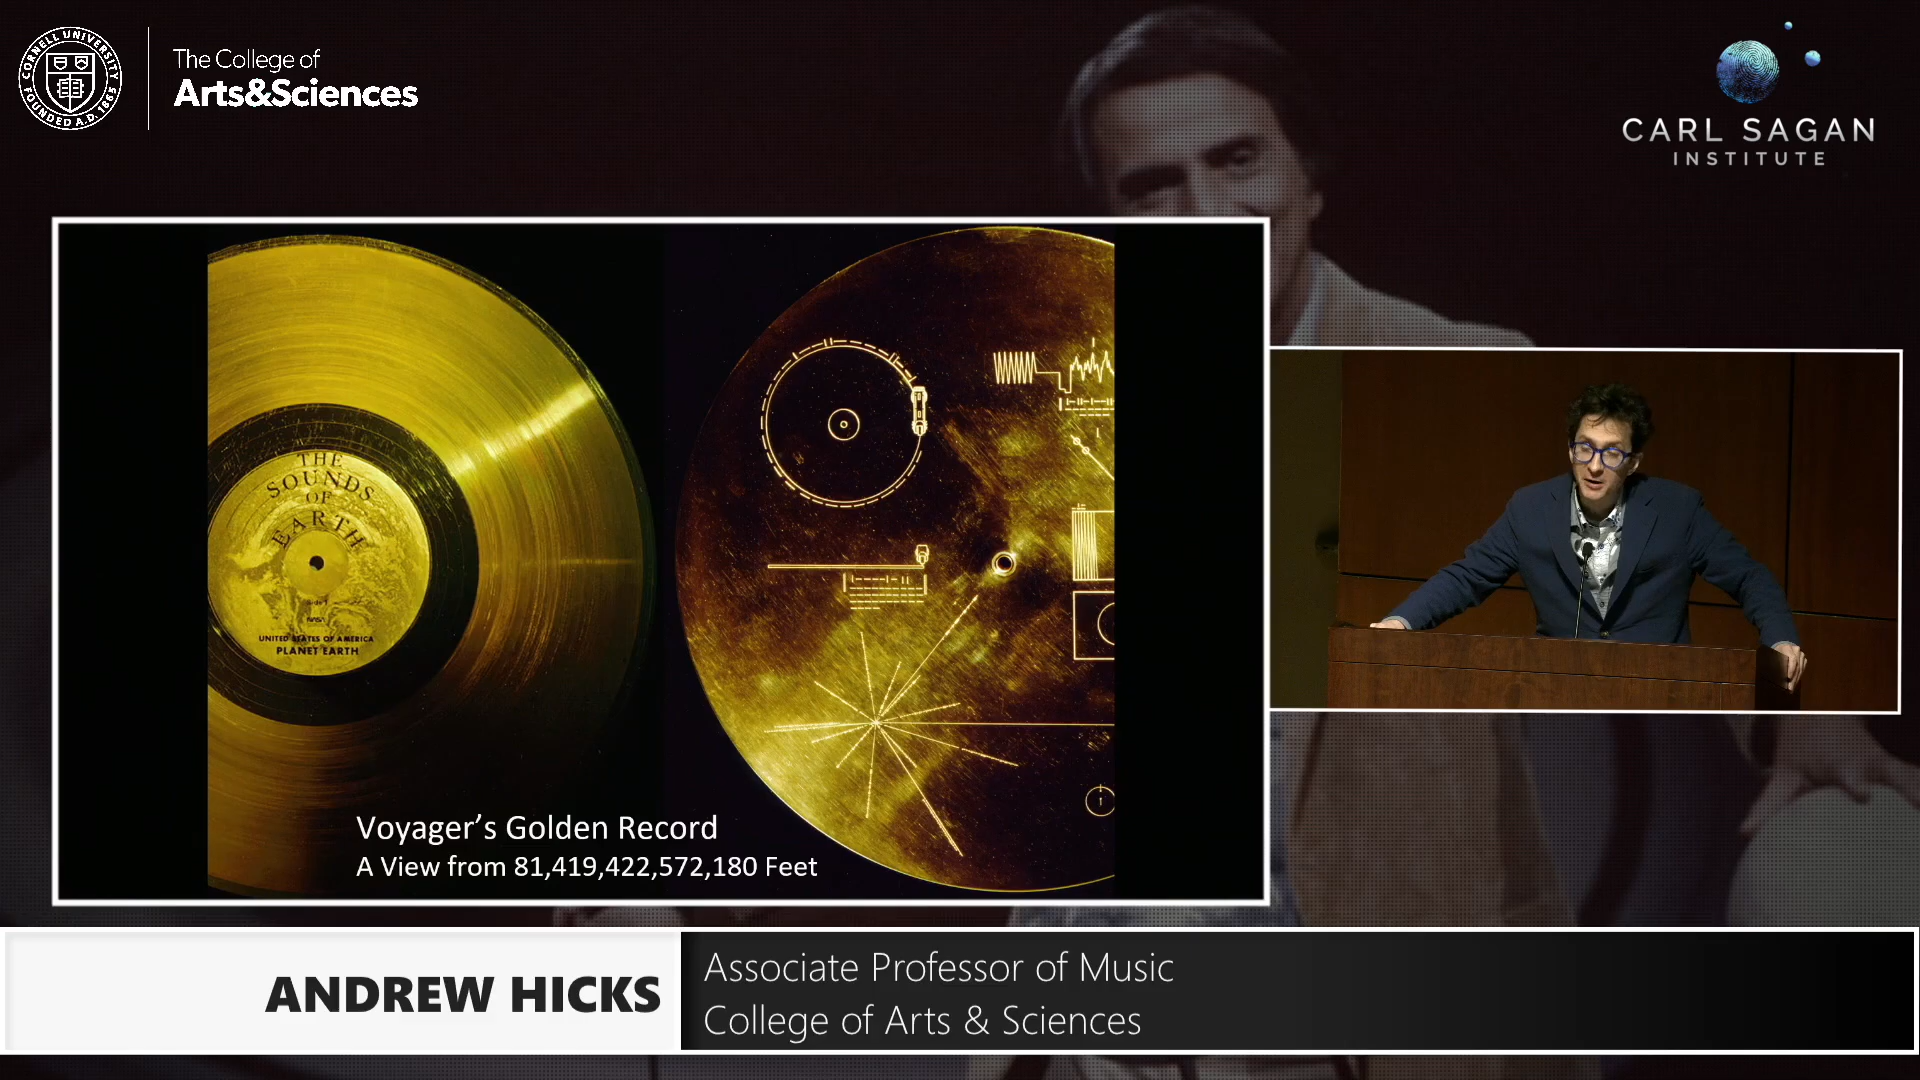 CORNELL UNIVERSITY
FOUNDED A.D. 1865
The College of
Arts&Sciences
CARL SAGAN
INSTITUTE
THE
SOUNDS
OF
EARTH
NASA
UNITED STATES OF AMERICA
PLANET EARTH
Voyager’s Golden Record
A View from 81,419,422,572,180 Feet
ANDREW HICKS
Associate Professor of Music
College of Arts & Sciences